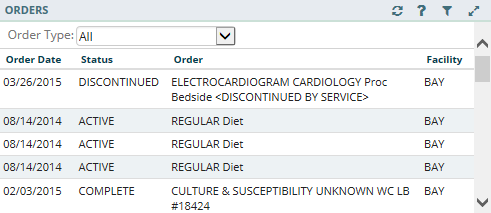 ORDERS
Order Type: All
Order Date Status Order Facility
03/26/2015 DISCONTINUED ELECTROCARDIOGRAM CARDIOLOGY Proc BAY
Bedside <DISCONTINUED BY SERVICE>
08/14/2014 ACTIVE REGULAR Diet BAY
08/14/2014 ACTIVE REGULAR Diet BAY
08/14/2014 ACTIVE REGULAR Diet BAY
02/03/2015 COMPLETE CULTURE & SUSCEPTIBILITY UNKNOWN WC LB BAY
#18424